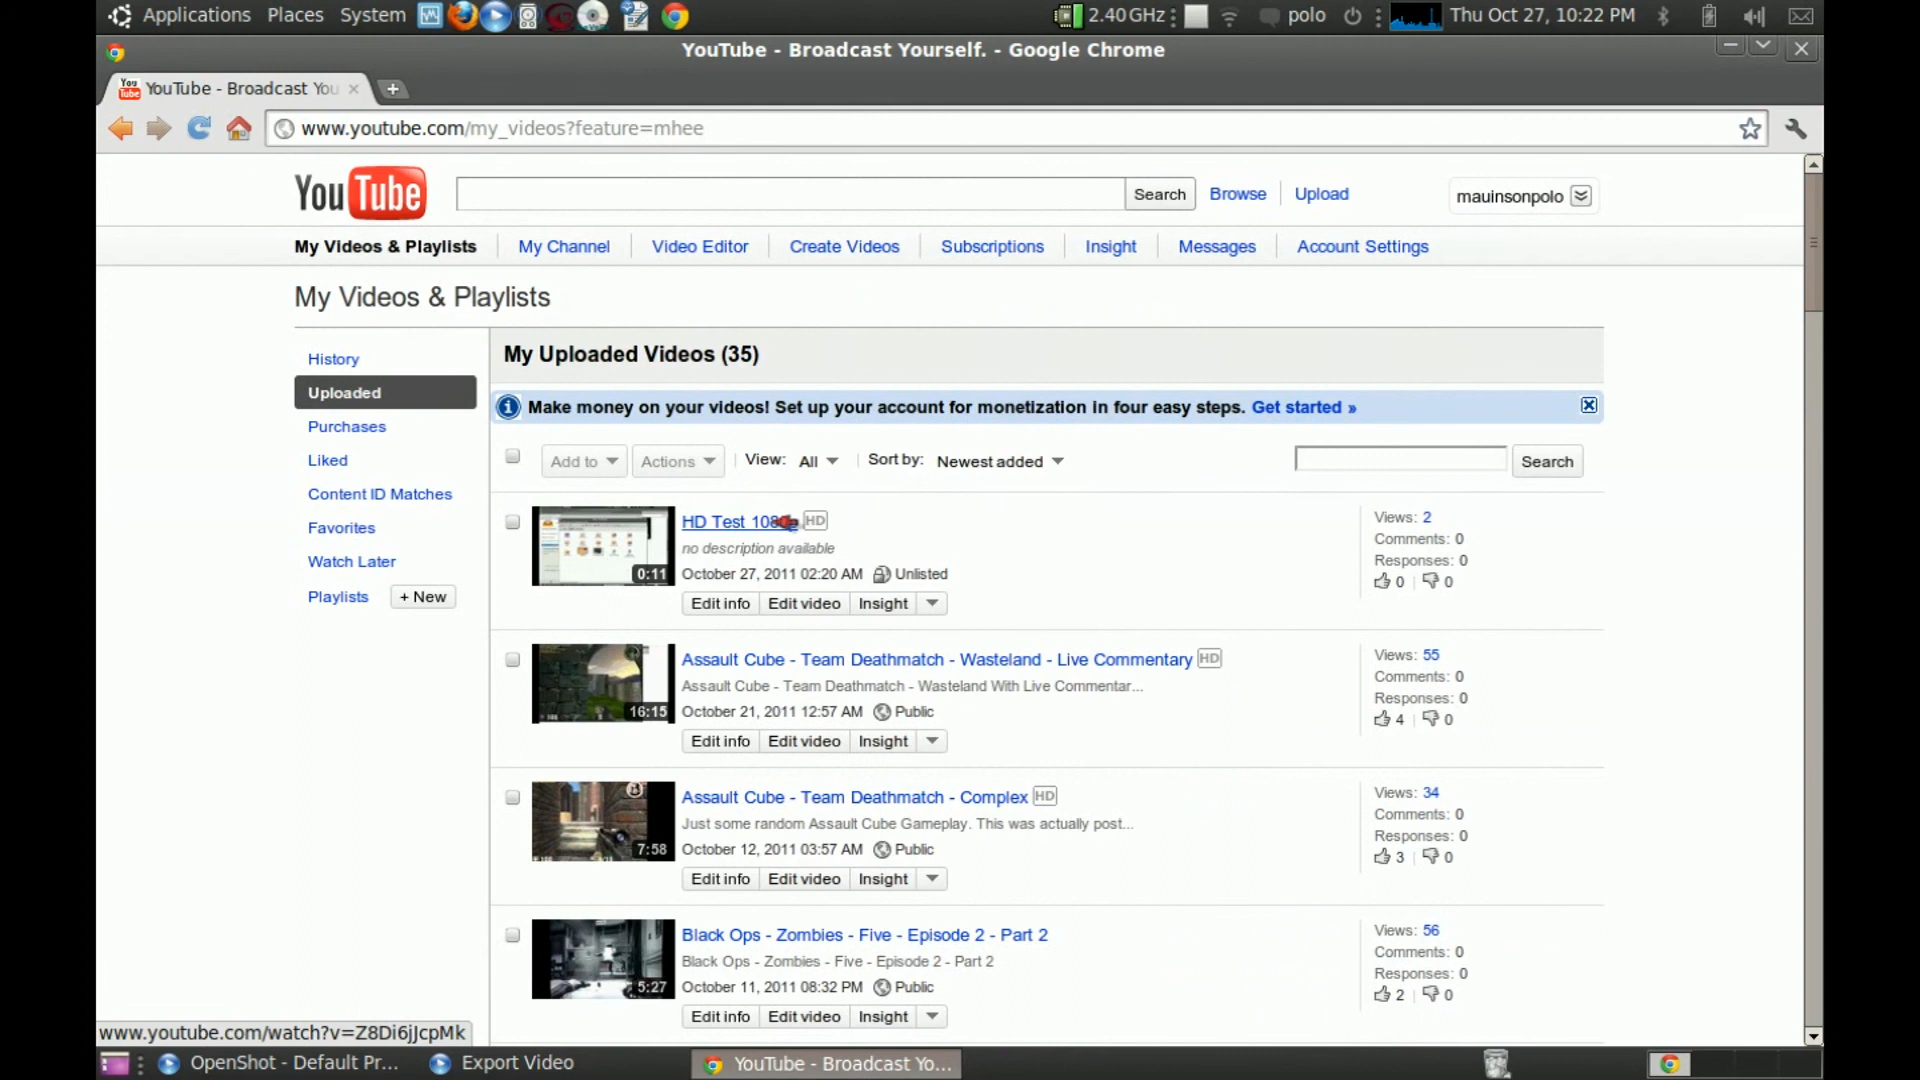 Applications Places System 2.40 GHz polo Thu Oct 27, 10:22 PM
YouTube - Broadcast Yourself. - Google Chrome
YouTube - Broadcast You
www.youtube.com/my_videos?feature=mhee
YouTube Search Browse Upload mauinsonpolo
My Videos & Playlists My Channel Video Editor Create Videos Subscriptions Insight Messages Account Settings
My Videos & Playlists
History
Uploaded
Purchases
Liked
Content ID Matches
Favorites
Watch Later
Playlists + New
My Uploaded Videos (35)
Make money on your videos! Set up your account for monetization in four easy steps. Get started »
Add to Actions View: All Sort by: Newest added Search
HD Test HD
no description available
0:11
October 27, 2011 02:20 AM Unlisted
Edit info Edit video Insight
Views: 2
Comments: 0
Responses: 0
0 0
Assault Cube - Team Deathmatch - Wasteland - Live Commentary HD
Assault Cube - Team Deathmatch - Wasteland With Live Commentar...
16:15
October 21, 2011 12:57 AM Public
Edit info Edit video Insight
Views: 55
Comments: 0
Responses: 0
4 0
Assault Cube - Team Deathmatch - Complex HD
Just some random Assault Cube Gameplay. This was actually post...
7:58
October 12, 2011 03:57 AM Public
Edit info Edit video Insight
Views: 34
Comments: 0
Responses: 0
3 0
Black Ops - Zombies - Five - Episode 2 - Part 2
Black Ops - Zombies - Five - Episode 2 - Part 2
5:27
October 11, 2011 08:32 PM Public
Edit info Edit video Insight
Views: 56
Comments: 0
Responses: 0
2 0
www.youtube.com/watch?v=Z8Di6jJcpMk
OpenShot - Default Pr... Export Video YouTube - Broadcast Yo...